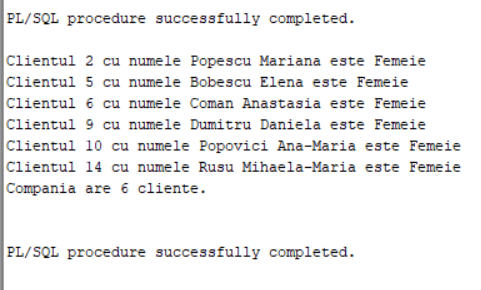 PL/SQL procedure successfully completed.
Clientul 2 cu numele Popescu Mariana este Femeie
Clientul 5 cu numele Bobescu Elena este Femeie
Clientul 6 cu numele Coman Anastasia este Femeie
Clientul 9 cu numele Dumitru Daniela este Femeie
Clientul 10 cu numele Popovici Ana-Maria este Femeie
Clientul 14 cu numele Rusu Mihaela-Maria este Femeie
Compania are 6 cliente.
PL/SQL procedure successfully completed.